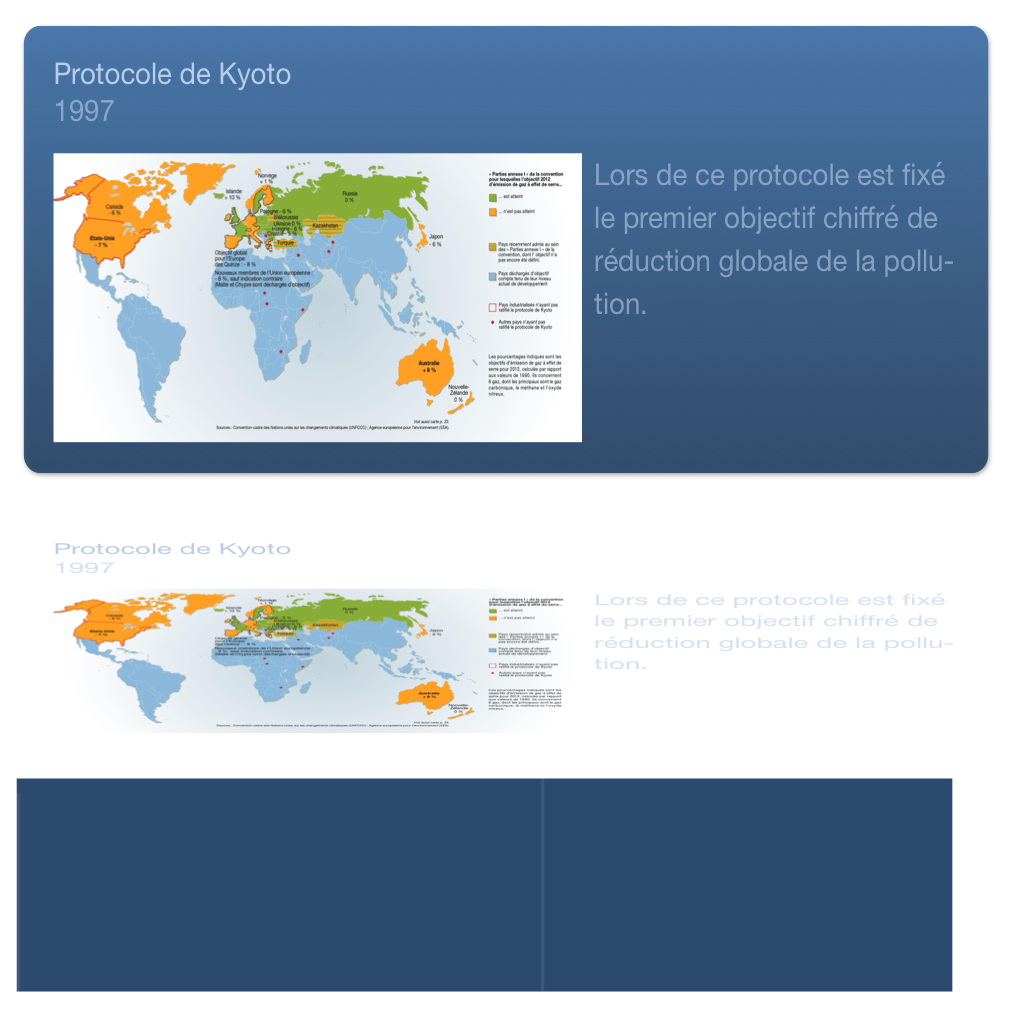 Protocole de Kyoto
1997
Lors de ce protocole est fixé
le premier objectif chiffré de
réduction globale de la pollu-
tion.
Norvège
+ 1 %
Islande
+ 10 %
Russie
0 %
Canada
- 6 %
Etats-Unis
- 7 %
Pologne - 6 %
Biélorussie
Ukraine 0 %
Hongrie - 6 %
Croatie - 5 %
Turquie
Kazakhstan
Japon
- 6 %
Objectif global
pour l'Europe
des Quinze : - 8 %
Nouveaux membres de l'Union européenne :
- 8 %, sauf indication contraire
(Malte et Chypre sont déchargés d'objectif)
Australie
+ 8 %
Nouvelle-
Zélande
0 %
« Parties annexe I » de la convention
pour lesquelles l'objectif 2012
d'émission de gaz à effet de serre...
... est atteint
... n'est pas atteint
Pays récemment admis au sein
des « Parties annexe I » de la
convention, dont l'objectif n'a
pas encore été défini.
Pays déchargés d'objectif
compte tenu de leur niveau
actuel de développement
Pays industrialisés n'ayant pas
ratifié le protocole de Kyoto
Autres pays n'ayant pas
ratifié le protocole de Kyoto
Les pourcentages indiqués sont les
objectifs d'émission de gaz à effet de
serre pour 2012, calculés par rapport
aux valeurs de 1990. Ils concernent
6 gaz, dont les principaux sont le gaz
carbonique, le méthane et l'oxyde
nitreux.
Voir aussi carte p. 23.
Sources : Convention-cadre des Nations unies sur les changements climatiques (UNFCCC) ; Agence européenne pour l'environnement (EEA).
Protocole de Kyoto
1997
Lors de ce protocole est fixé
le premier objectif chiffré de
réduction globale de la pollu-
tion.